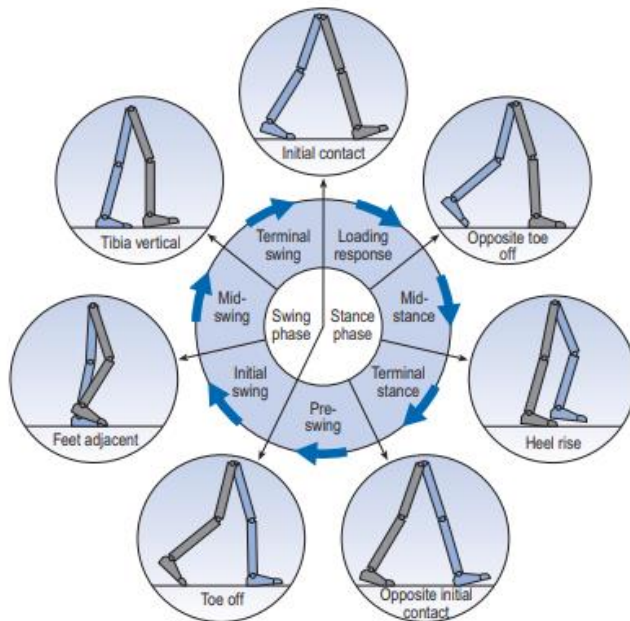 Initial contact
Tibia vertical
Opposite toe
off
Terminal
swing
Loading
response
Mid-
swing
Swing
phase
Stance
phase
Mid-
stance
Initial
swing
Terminal
stance
Pre-
swing
Feet adjacent
Heel rise
Toe off
Opposite initial
contact